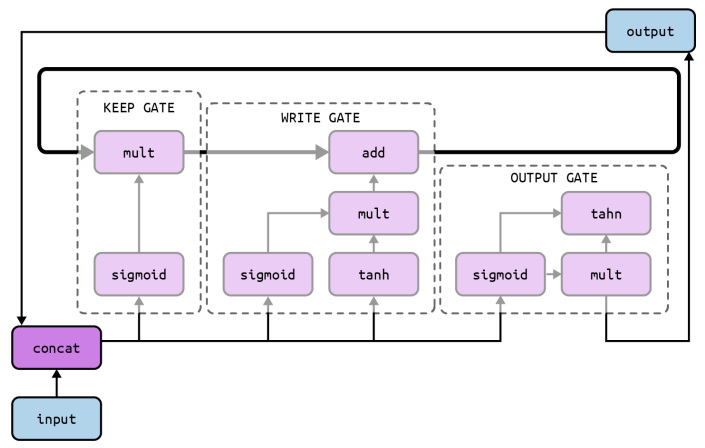 output
KEEP GATE
WRITE GATE
mult
add
OUTPUT GATE
mult
tahn
sigmoid
sigmoid
tanh
sigmoid
mult
concat
input